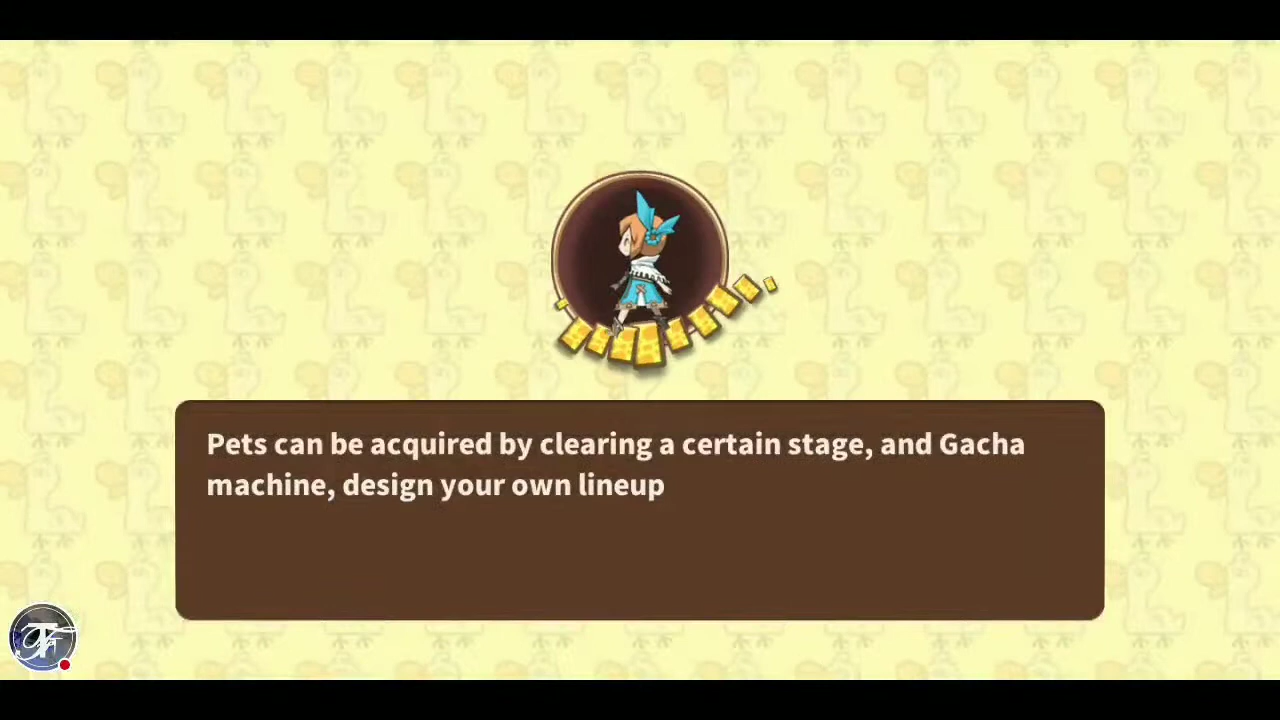 Pets can be acquired by clearing a certain stage, and Gacha
machine, design your own lineup